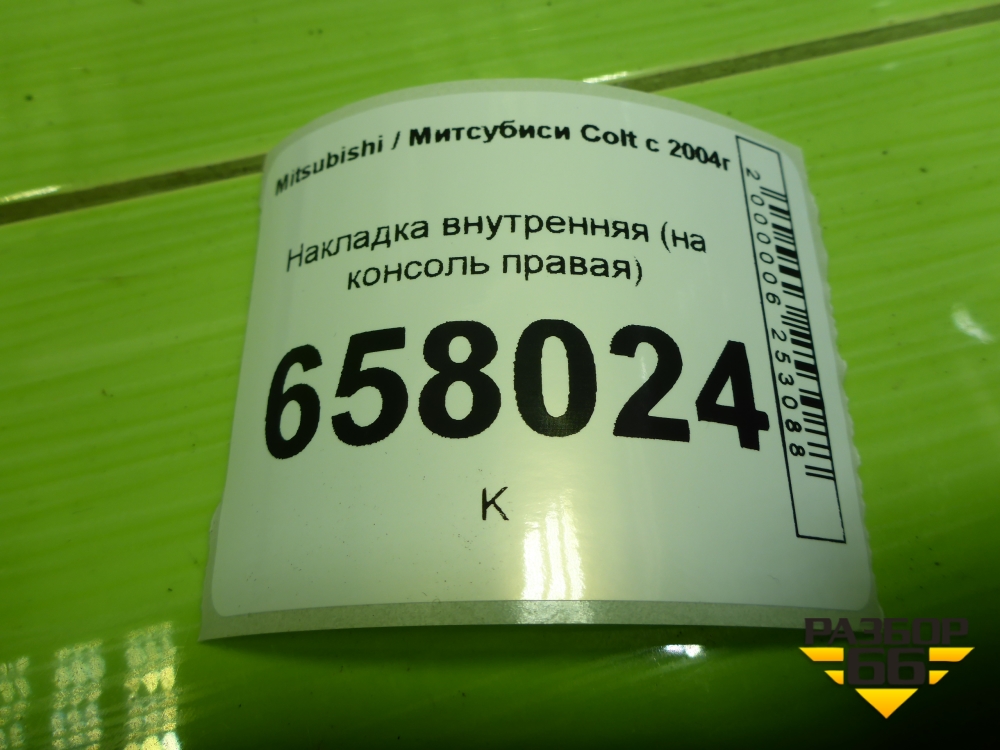 Mitsubishi / Митсубиси Colt с 2004г
Накладка внутренняя (на
консоль правая)
658024
К
2000006253088
РАЗБОР
66